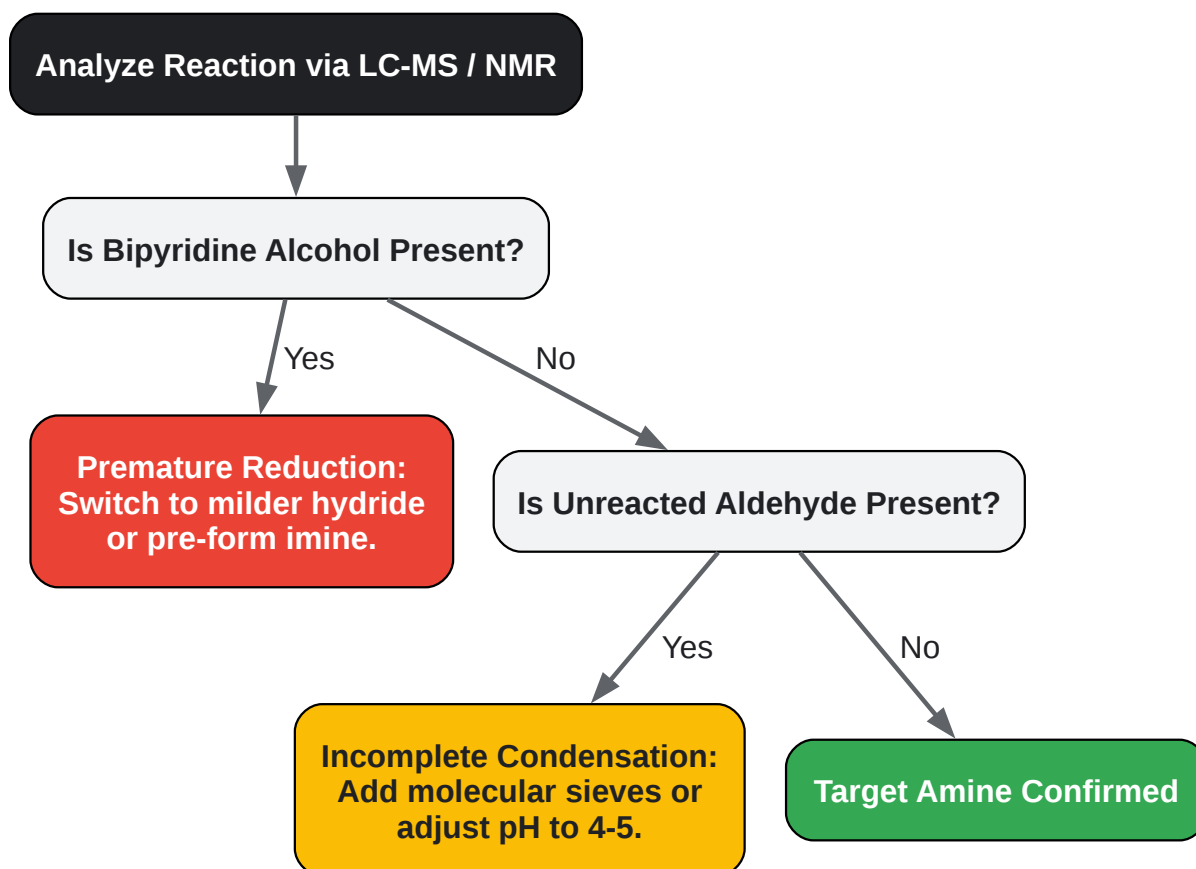 Analyze Reaction via LC-MS / NMR
Is Bipyridine Alcohol Present?
Yes
No
Premature Reduction:
Switch to milder hydride
or pre-form imine.
Is Unreacted Aldehyde Present?
Yes
No
Incomplete Condensation:
Add molecular sieves or
adjust pH to 4-5.
Target Amine Confirmed